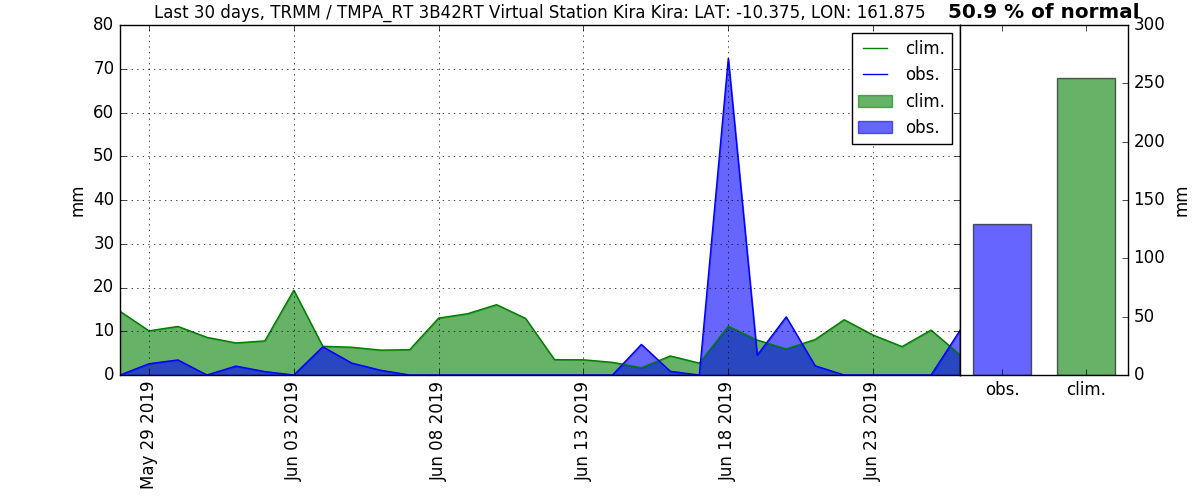 Last 30 days, TRMM / TMPA_RT 3B42RT Virtual Station Kira Kira: LAT: -10.375, LON: 161.875
50.9 % of normal
80
70
60
50
40
30
20
10
0
mm
clim.
obs.
clim.
obs.
May 29 2019
Jun 03 2019
Jun 08 2019
Jun 13 2019
Jun 18 2019
Jun 23 2019
300
250
200
150
100
50
0
mm
obs.
clim.